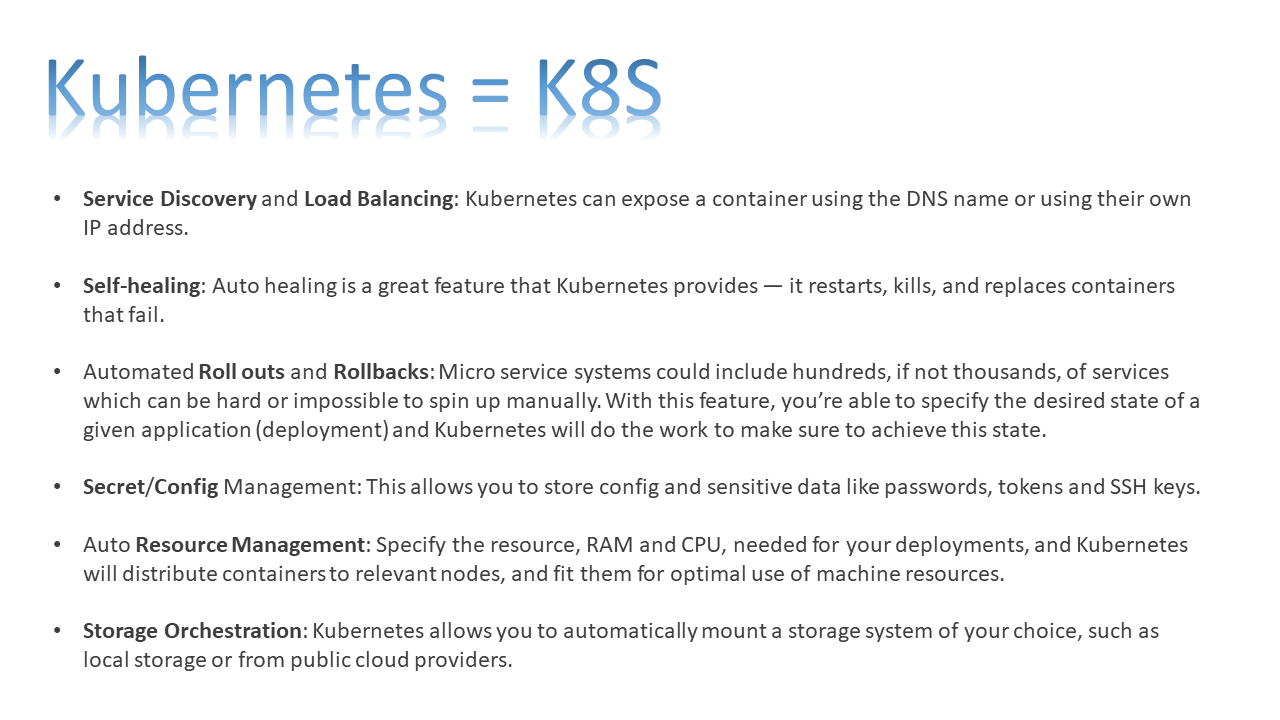 Kubernetes = K8S
• Service Discovery and Load Balancing: Kubernetes can expose a container using the DNS name or using their own
IP address.
• Self-healing: Auto healing is a great feature that Kubernetes provides — it restarts, kills, and replaces containers
that fail.
• Automated Roll outs and Rollbacks: Micro service systems could include hundreds, if not thousands, of services
which can be hard or impossible to spin up manually. With this feature, you’re able to specify the desired state of a
given application (deployment) and Kubernetes will do the work to make sure to achieve this state.
• Secret/Config Management: This allows you to store config and sensitive data like passwords, tokens and SSH keys.
• Auto Resource Management: Specify the resource, RAM and CPU, needed for your deployments, and Kubernetes
will distribute containers to relevant nodes, and fit them for optimal use of machine resources.
• Storage Orchestration: Kubernetes allows you to automatically mount a storage system of your choice, such as
local storage or from public cloud providers.